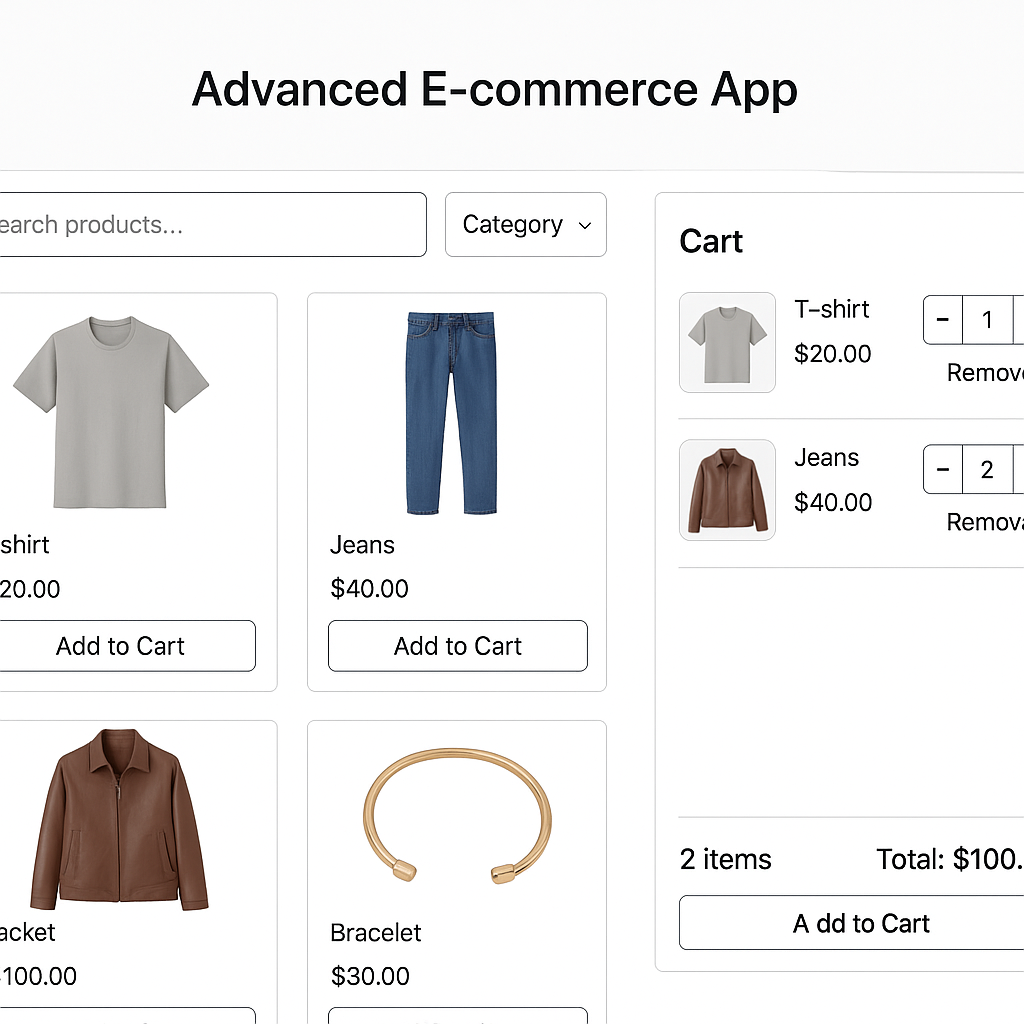 Advanced E-commerce App
earch products...
Category
shirt
20.00
Add to Cart
Jeans
$40.00
Add to Cart
acket
100.00
Bracelet
$30.00
Cart
T-shirt
$20.00
- 1
Remove
Jeans
$40.00
- 2
Remova
2 items Total: $100.
A dd to Cart